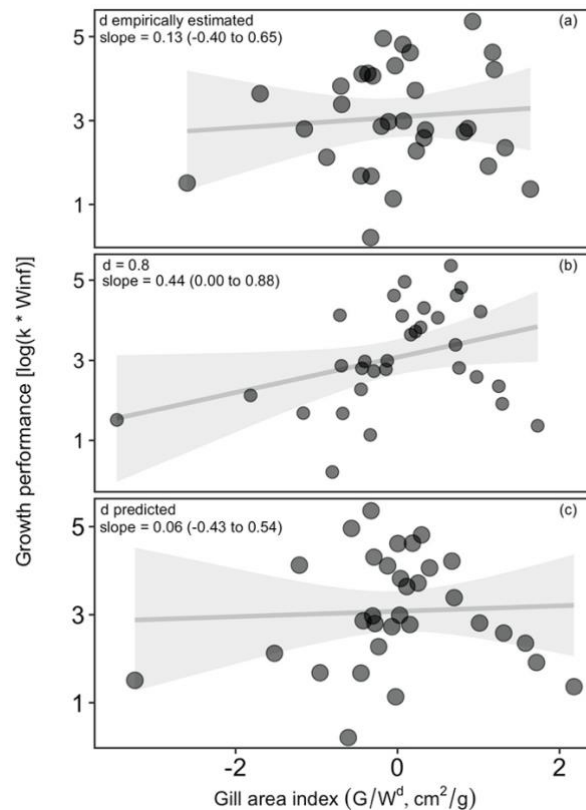 d empirically estimated
slope = 0.13 (-0.40 to 0.65)
(a)
5
3
1
d = 0.8
slope = 0.44 (0.00 to 0.88)
(b)
5
3
1
d predicted
slope = 0.06 (-0.43 to 0.54)
(c)
5
3
1
-2
0
2
Growth performance [log(k * Winf)]
Gill area index (G/W^d, cm²/g)